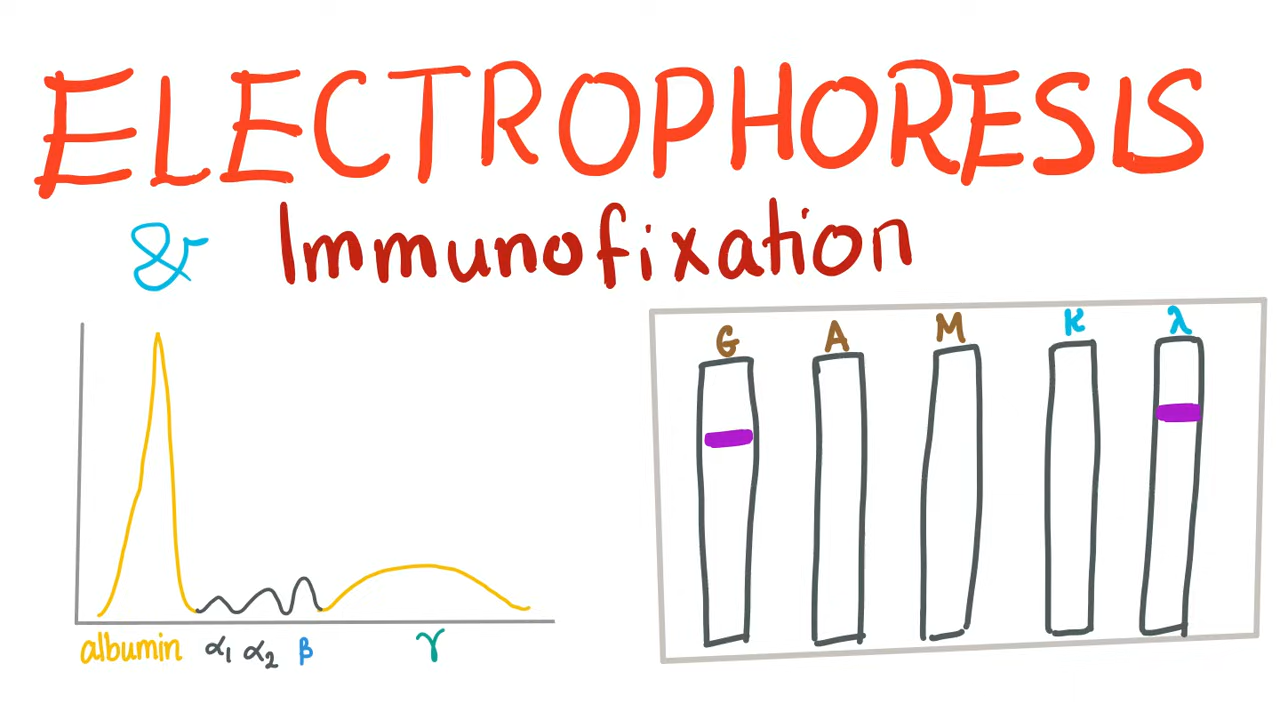 ELECTROPHORESIS
& Immunofixation
G A M K λ
albumin α1 α2 β γ